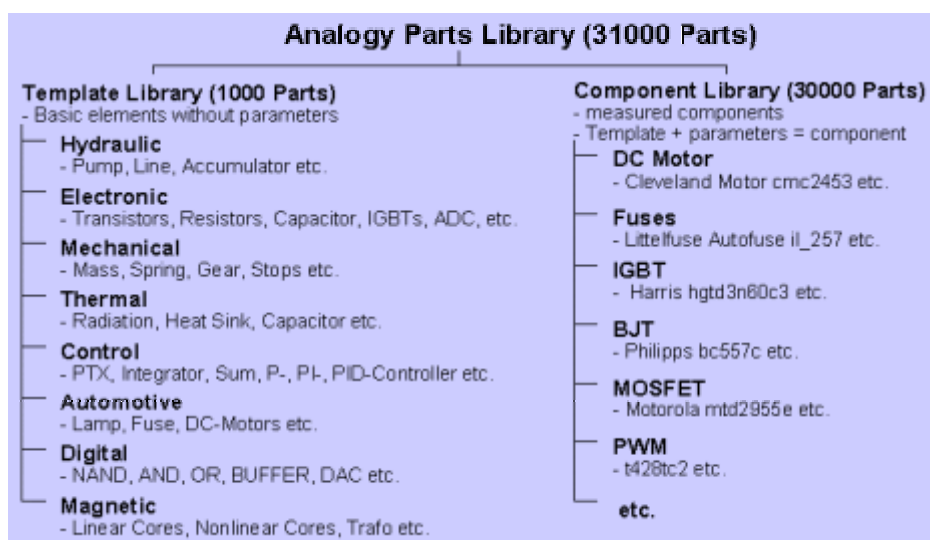 Analogy Parts Library (31000 Parts)
Template Library (1000 Parts)
- Basic elements without parameters
Hydraulic
- Pump, Line, Accumulator etc.
Electronic
- Transistors, Resistors, Capacitor, IGBTs, ADC, etc.
Mechanical
- Mass, Spring, Gear, Stops etc.
Thermal
- Radiation, Heat Sink, Capacitor etc.
Control
- PTX, Integrator, Sum, P-, PI-, PID-Controller etc.
Automotive
- Lamp, Fuse, DC-Motors etc.
Digital
- NAND, AND, OR, BUFFER, DAC etc.
Magnetic
- Linear Cores, Nonlinear Cores, Trafo etc.
Component Library (30000 Parts)
- measured components
- Template + parameters = component
DC Motor
- Cleveland Motor cmc2453 etc.
Fuses
- Littelfuse Autofuse il_257 etc.
IGBT
- Harris hgtd3n60c3 etc.
BJT
- Philipps bc557c etc.
MOSFET
- Motorola mtd2955e etc.
PWM
- t428tc2 etc.
etc.